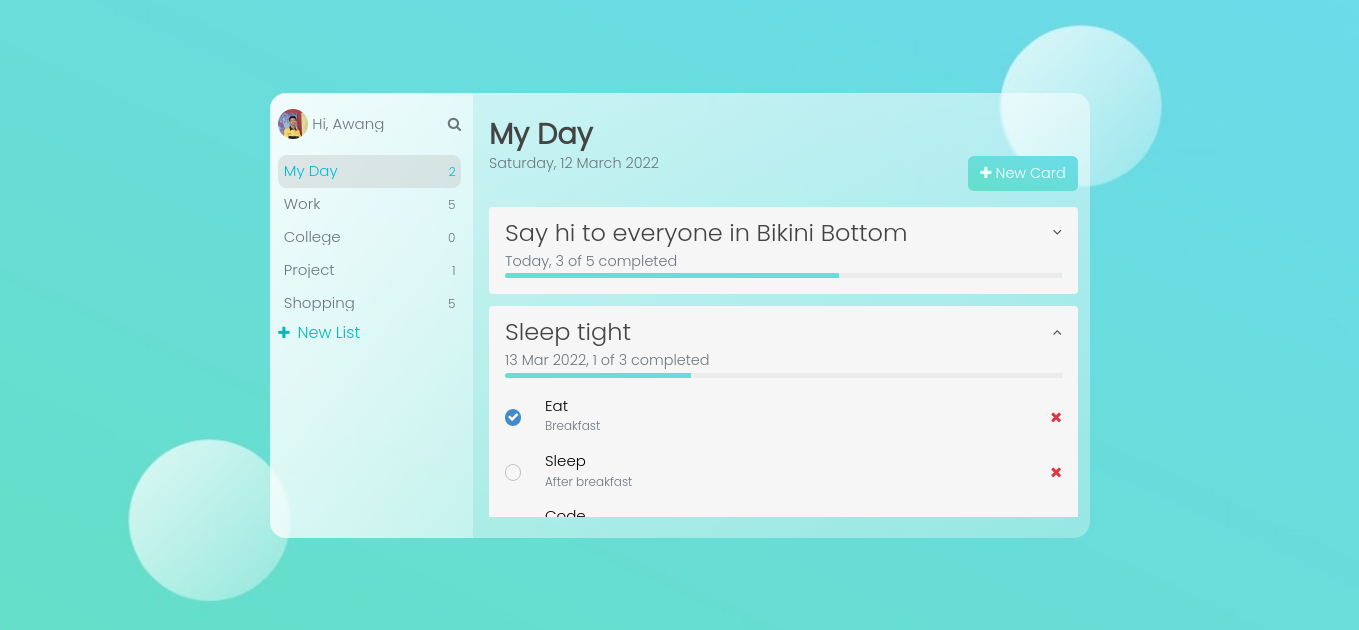 Hi, Awang
My Day 2
Work 5
College 0
Project 1
Shopping 5
New List
My Day
Saturday, 12 March 2022
New Card
Say hi to everyone in Bikini Bottom
Today, 3 of 5 completed
Sleep tight
13 Mar 2022, 1 of 3 completed
Eat
Breakfast
Sleep
After breakfast
Code